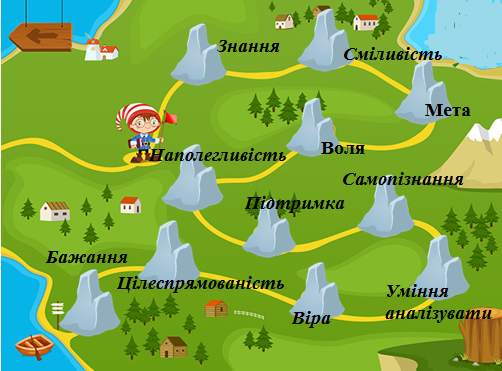 Знання
Сміливість
Мета
Воля
Наполегливість
Самопізнання
Підтримка
Бажання
Цілеспрямованість
Уміння
аналізувати
Віра